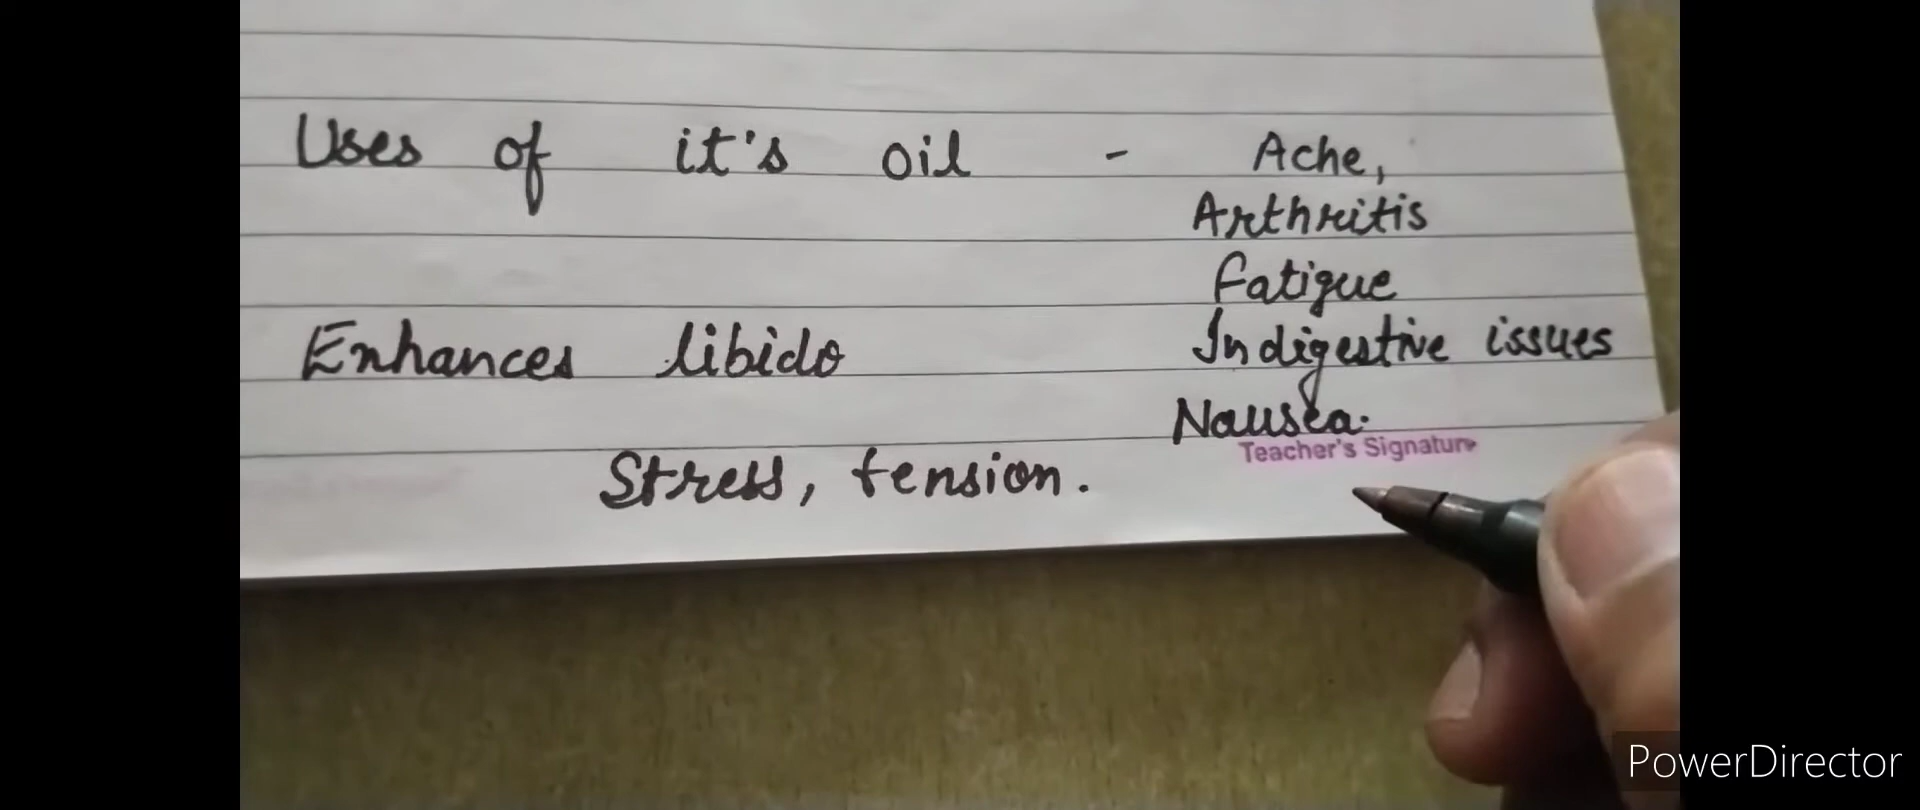 Uses of it's oil - Ache,
Arthritis
Fatigue
Enhances libido
Indigestive issues
Nausea.
Teacher's Signature
Stress, tension.
PowerDirector